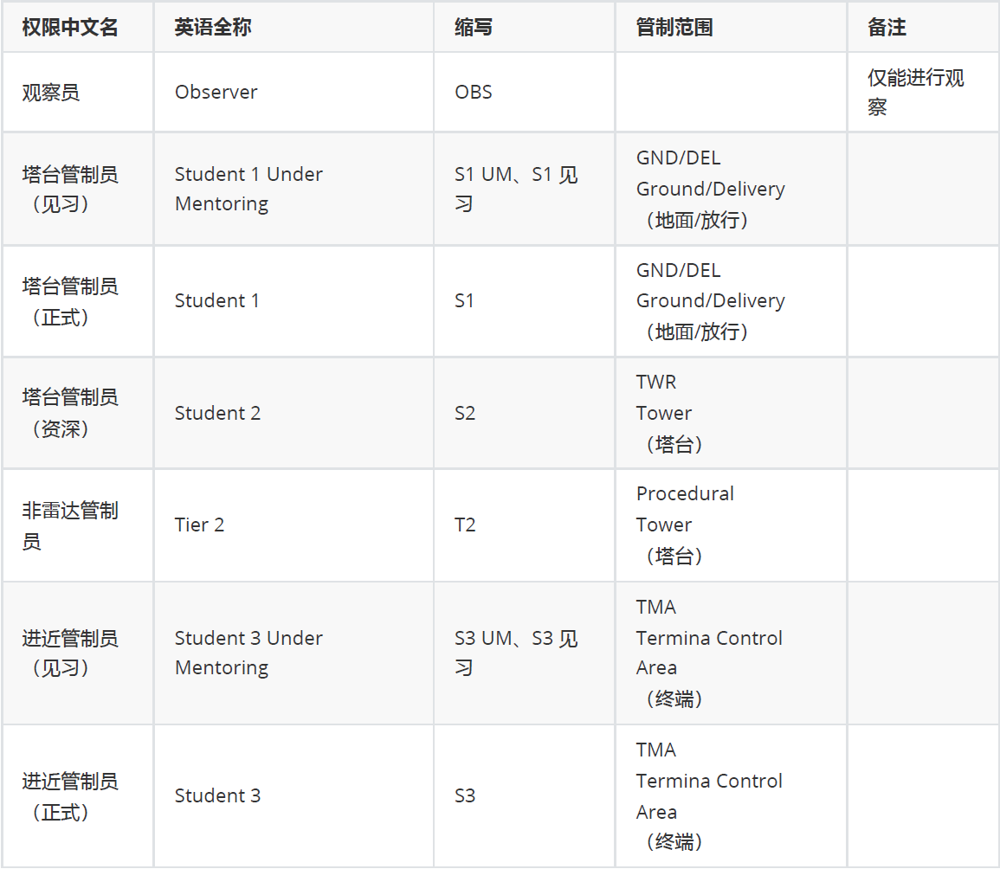 权限中文名 英语全称 缩写 管制范围 备注
观察员 Observer OBS 仅能进行观
察
塔台管制员
（见习）
Student 1 Under
Mentoring
S1 UM、S1 见
习
GND/DEL
Ground/Delivery
（地面/放行）
塔台管制员
（正式）
Student 1
S1
GND/DEL
Ground/Delivery
（地面/放行）
塔台管制员
（资深）
Student 2
S2
TWR
Tower
（塔台）
非雷达管制
员
Tier 2
T2
Procedural
Tower
（塔台）
进近管制员
（见习）
Student 3 Under
Mentoring
S3 UM、S3 见
习
TMA
Termina Control
Area
（终端）
进近管制员
（正式）
Student 3
S3
TMA
Termina Control
Area
（终端）